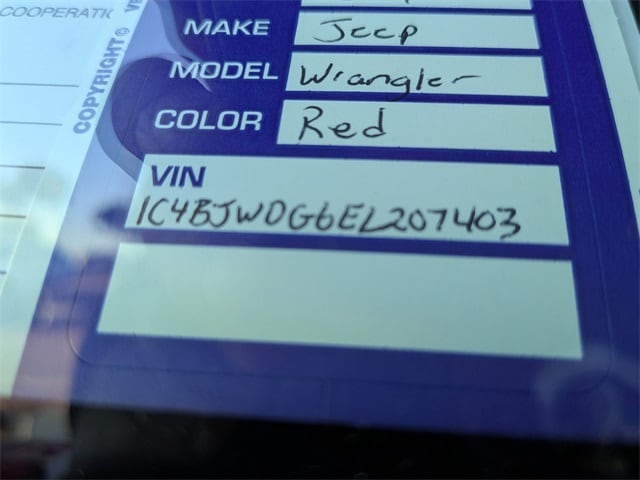 COOPERATI
COPYRIGHT©
MAKE Jeep
MODEL Wrangler
COLOR Red
VIN
1C4BJWDG6EL207403